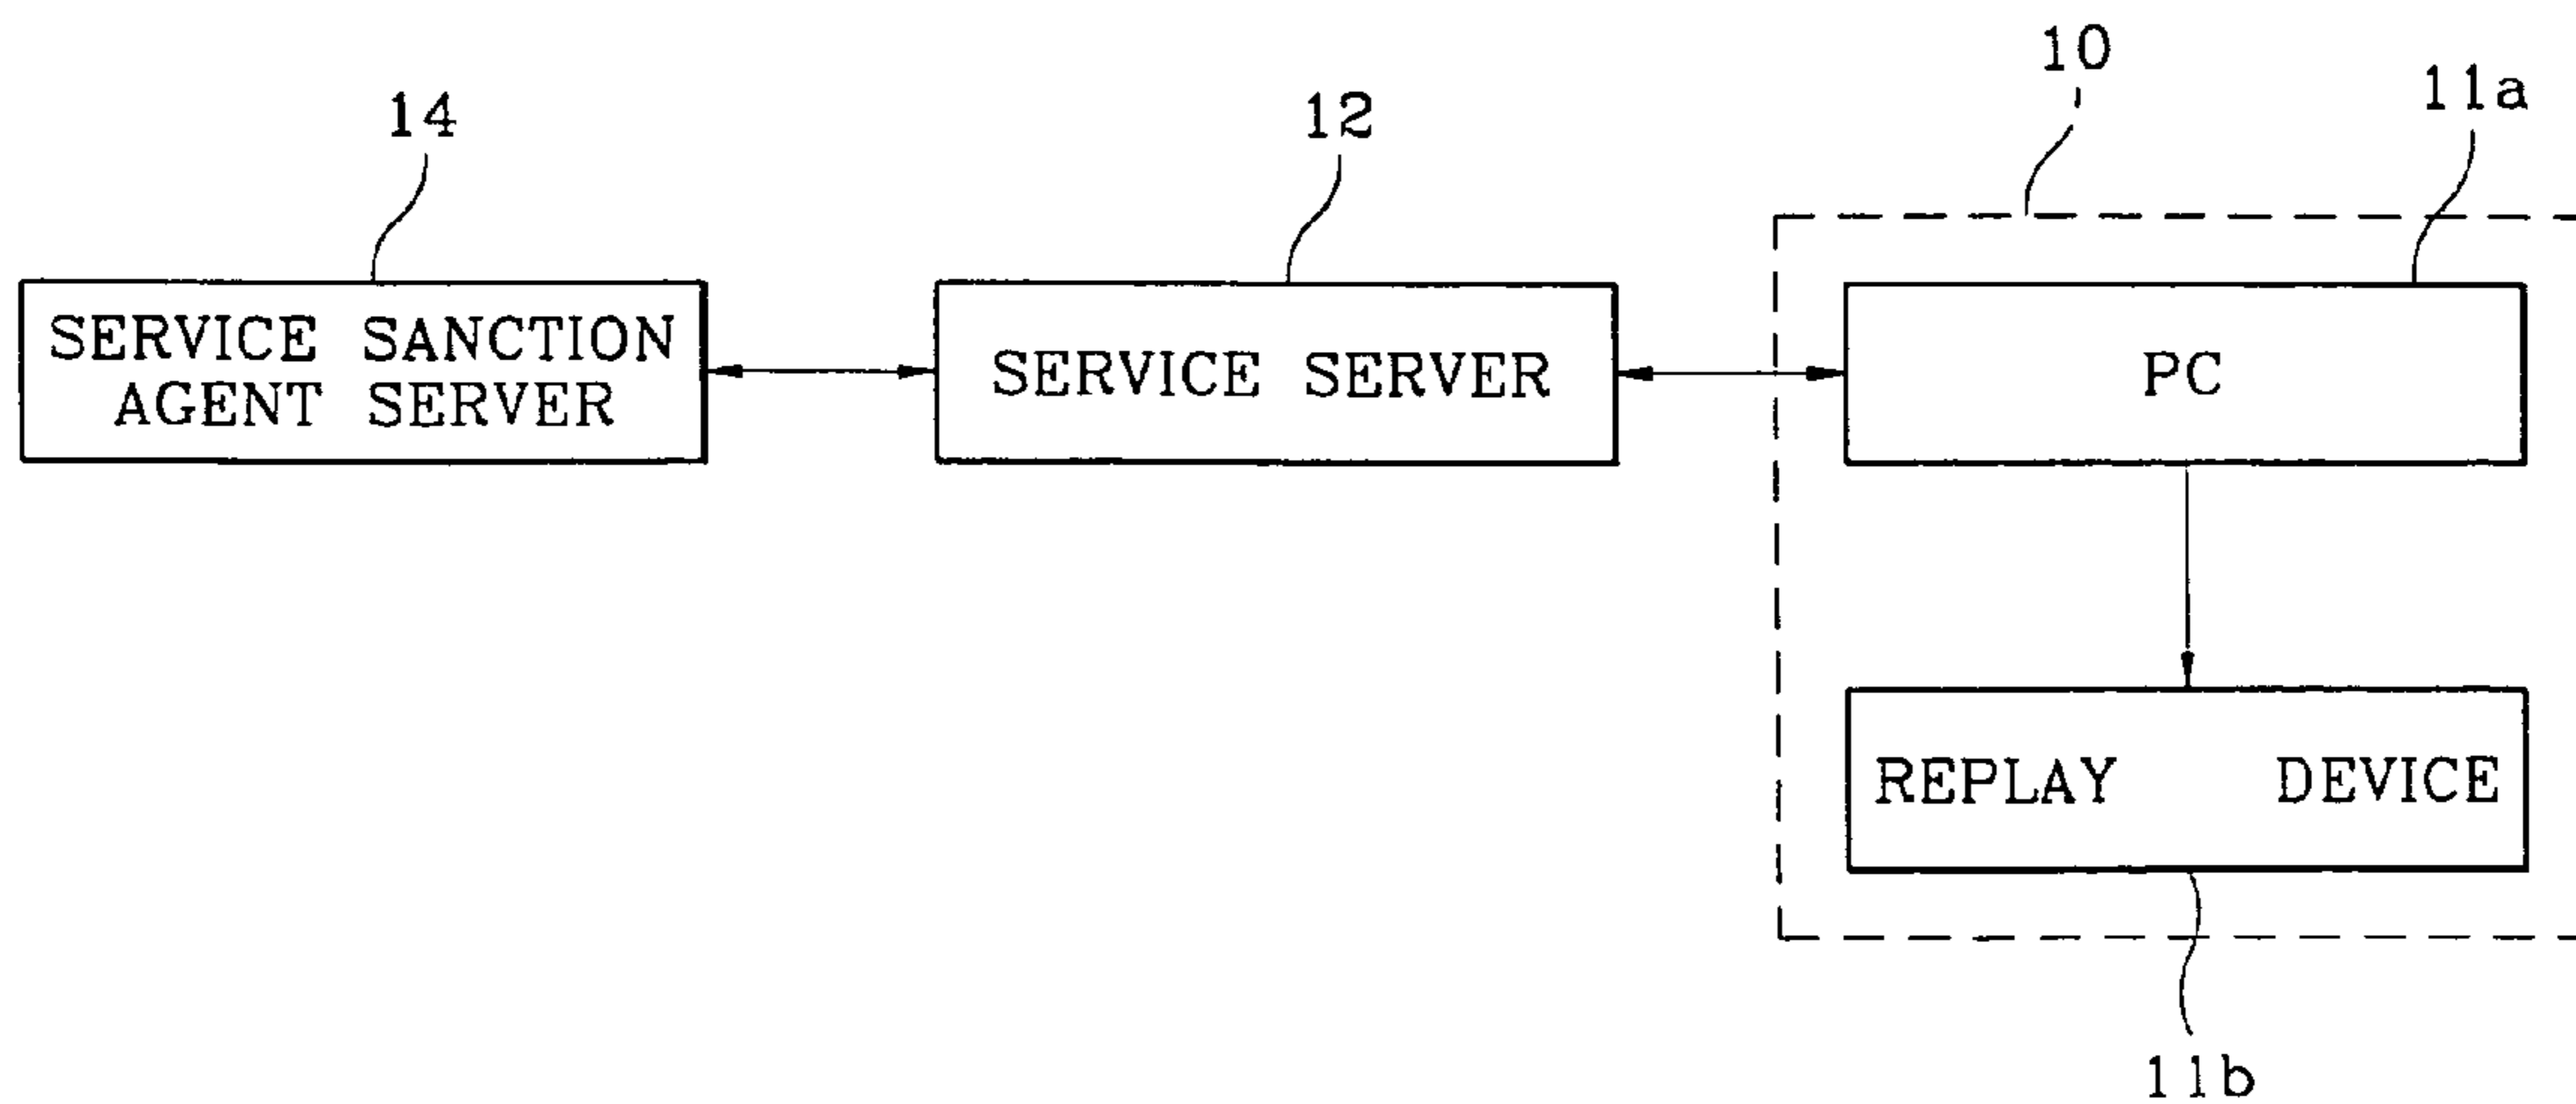 10
11a
14
12
SERVICE SANCTION
AGENT SERVER
SERVICE SERVER
PC
REPLAY DEVICE
11b